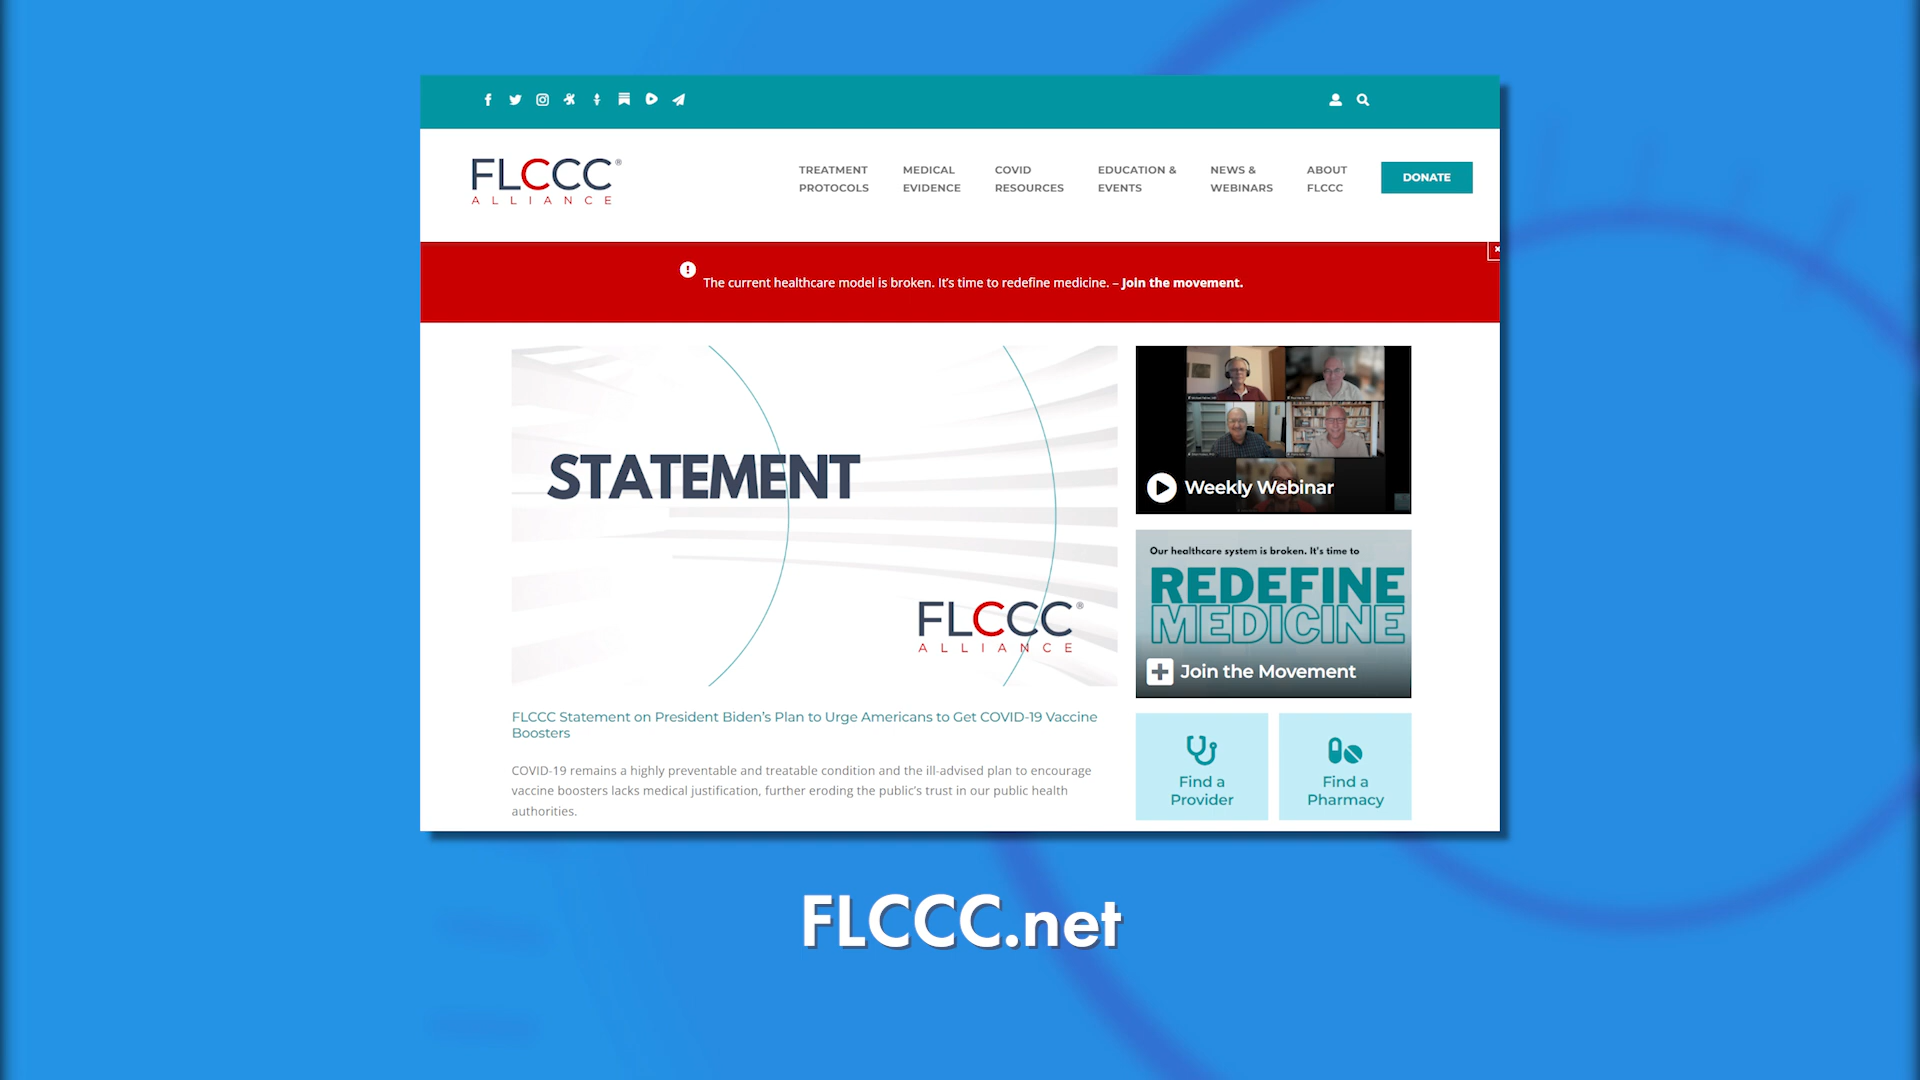 FLCCC®
ALLIANCE
TREATMENT
PROTOCOLS
MEDICAL
EVIDENCE
COVID
RESOURCES
EDUCATION &
EVENTS
NEWS &
WEBINARS
ABOUT
FLCCC
DONATE
The current healthcare model is broken. It’s time to redefine medicine. – Join the movement.
STATEMENT
FLCCC®
ALLIANCE
FLCCC Statement on President Biden’s Plan to Urge Americans to Get COVID-19 Vaccine
Boosters
COVID-19 remains a highly preventable and treatable condition and the ill-advised plan to encourage
vaccine boosters lacks medical justification, further eroding the public’s trust in our public health
authorities.
Weekly Webinar
Our healthcare system is broken. It's time to
REDEFINE
MEDICINE
Join the Movement
Find a
Provider
Find a
Pharmacy
FLCCC.net